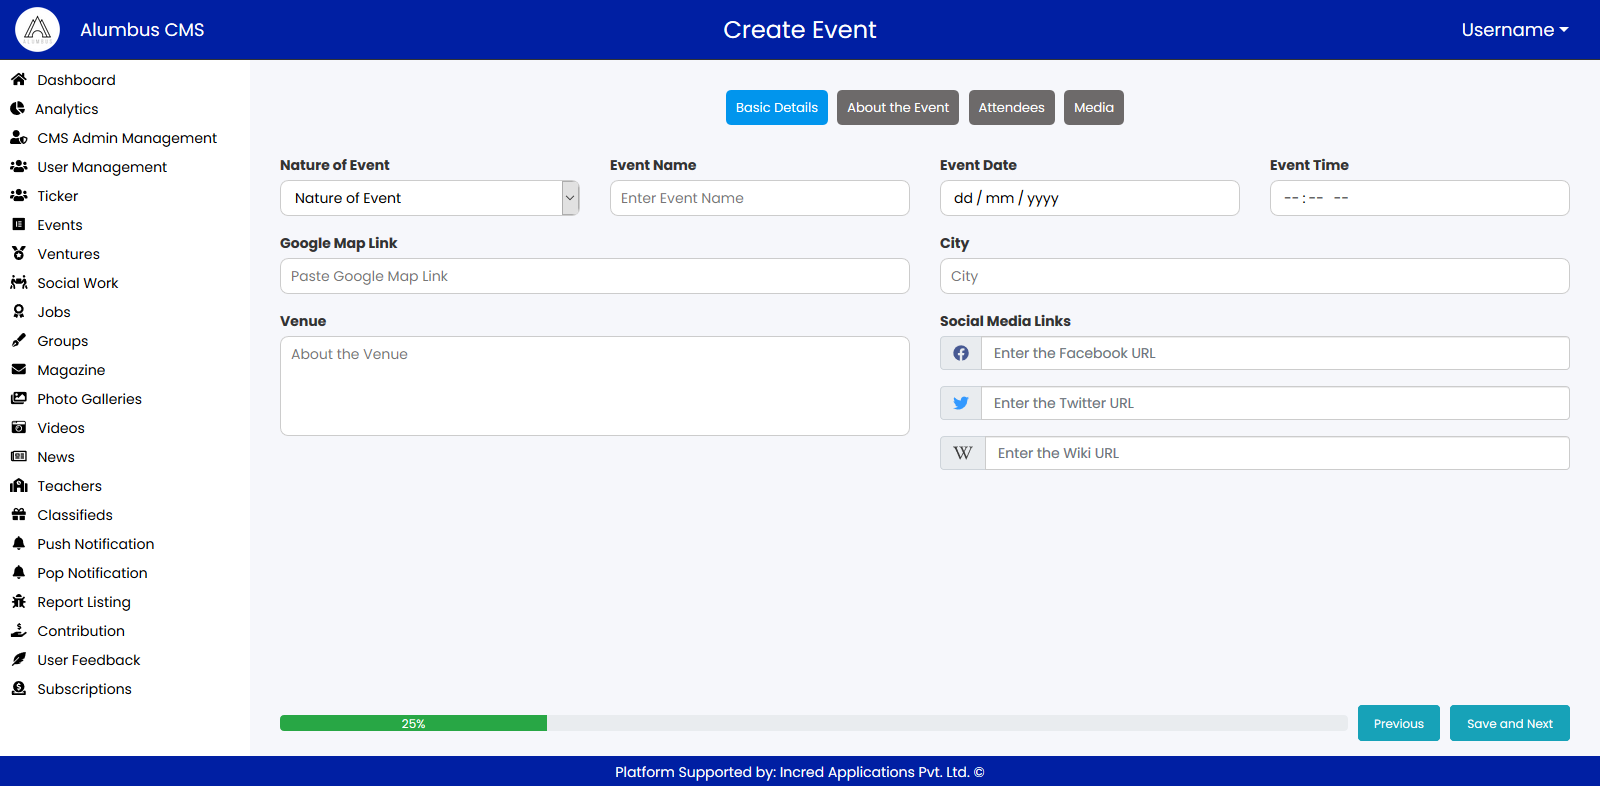 ALUMBUS
Alumbus CMS
Create Event
Username
Dashboard
Analytics
CMS Admin Management
User Management
Ticker
Events
Ventures
Social Work
Jobs
Groups
Magazine
Photo Galleries
Videos
News
Teachers
Classifieds
Push Notification
Pop Notification
Report Listing
Contribution
User Feedback
Subscriptions
Basic Details
About the Event
Attendees
Media
Nature of Event
Nature of Event
Event Name
Enter Event Name
Event Date
dd / mm / yyyy
Event Time
-- : -- --
Google Map Link
Paste Google Map Link
City
City
Venue
About the Venue
Social Media Links
Enter the Facebook URL
Enter the Twitter URL
W Enter the Wiki URL
25%
Previous
Save and Next
Platform Supported by: Incred Applications Pvt. Ltd. ©